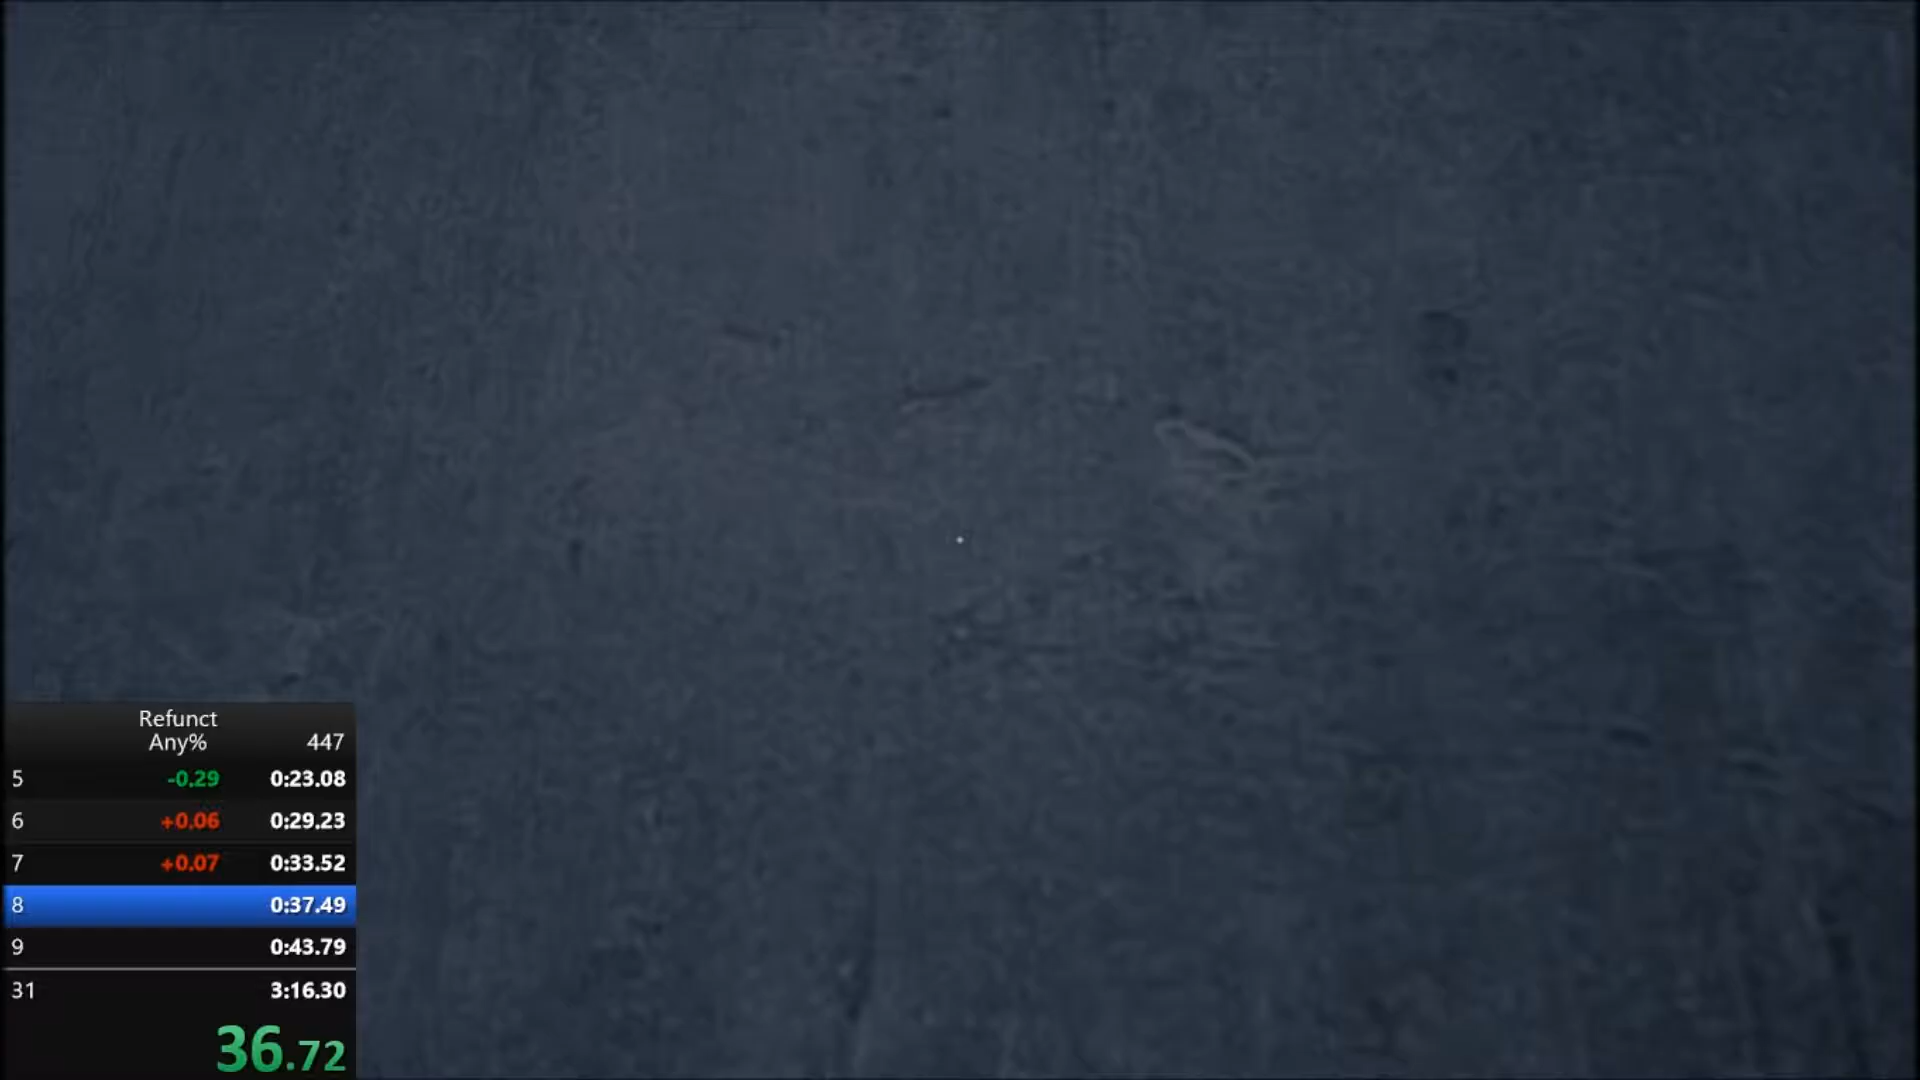 Refunct
Any% 447
5 -0.29 0:23.08
6 +0.06 0:29.23
7 +0.07 0:33.52
8 0:37.49
9 0:43.79
31 3:16.30
36.72